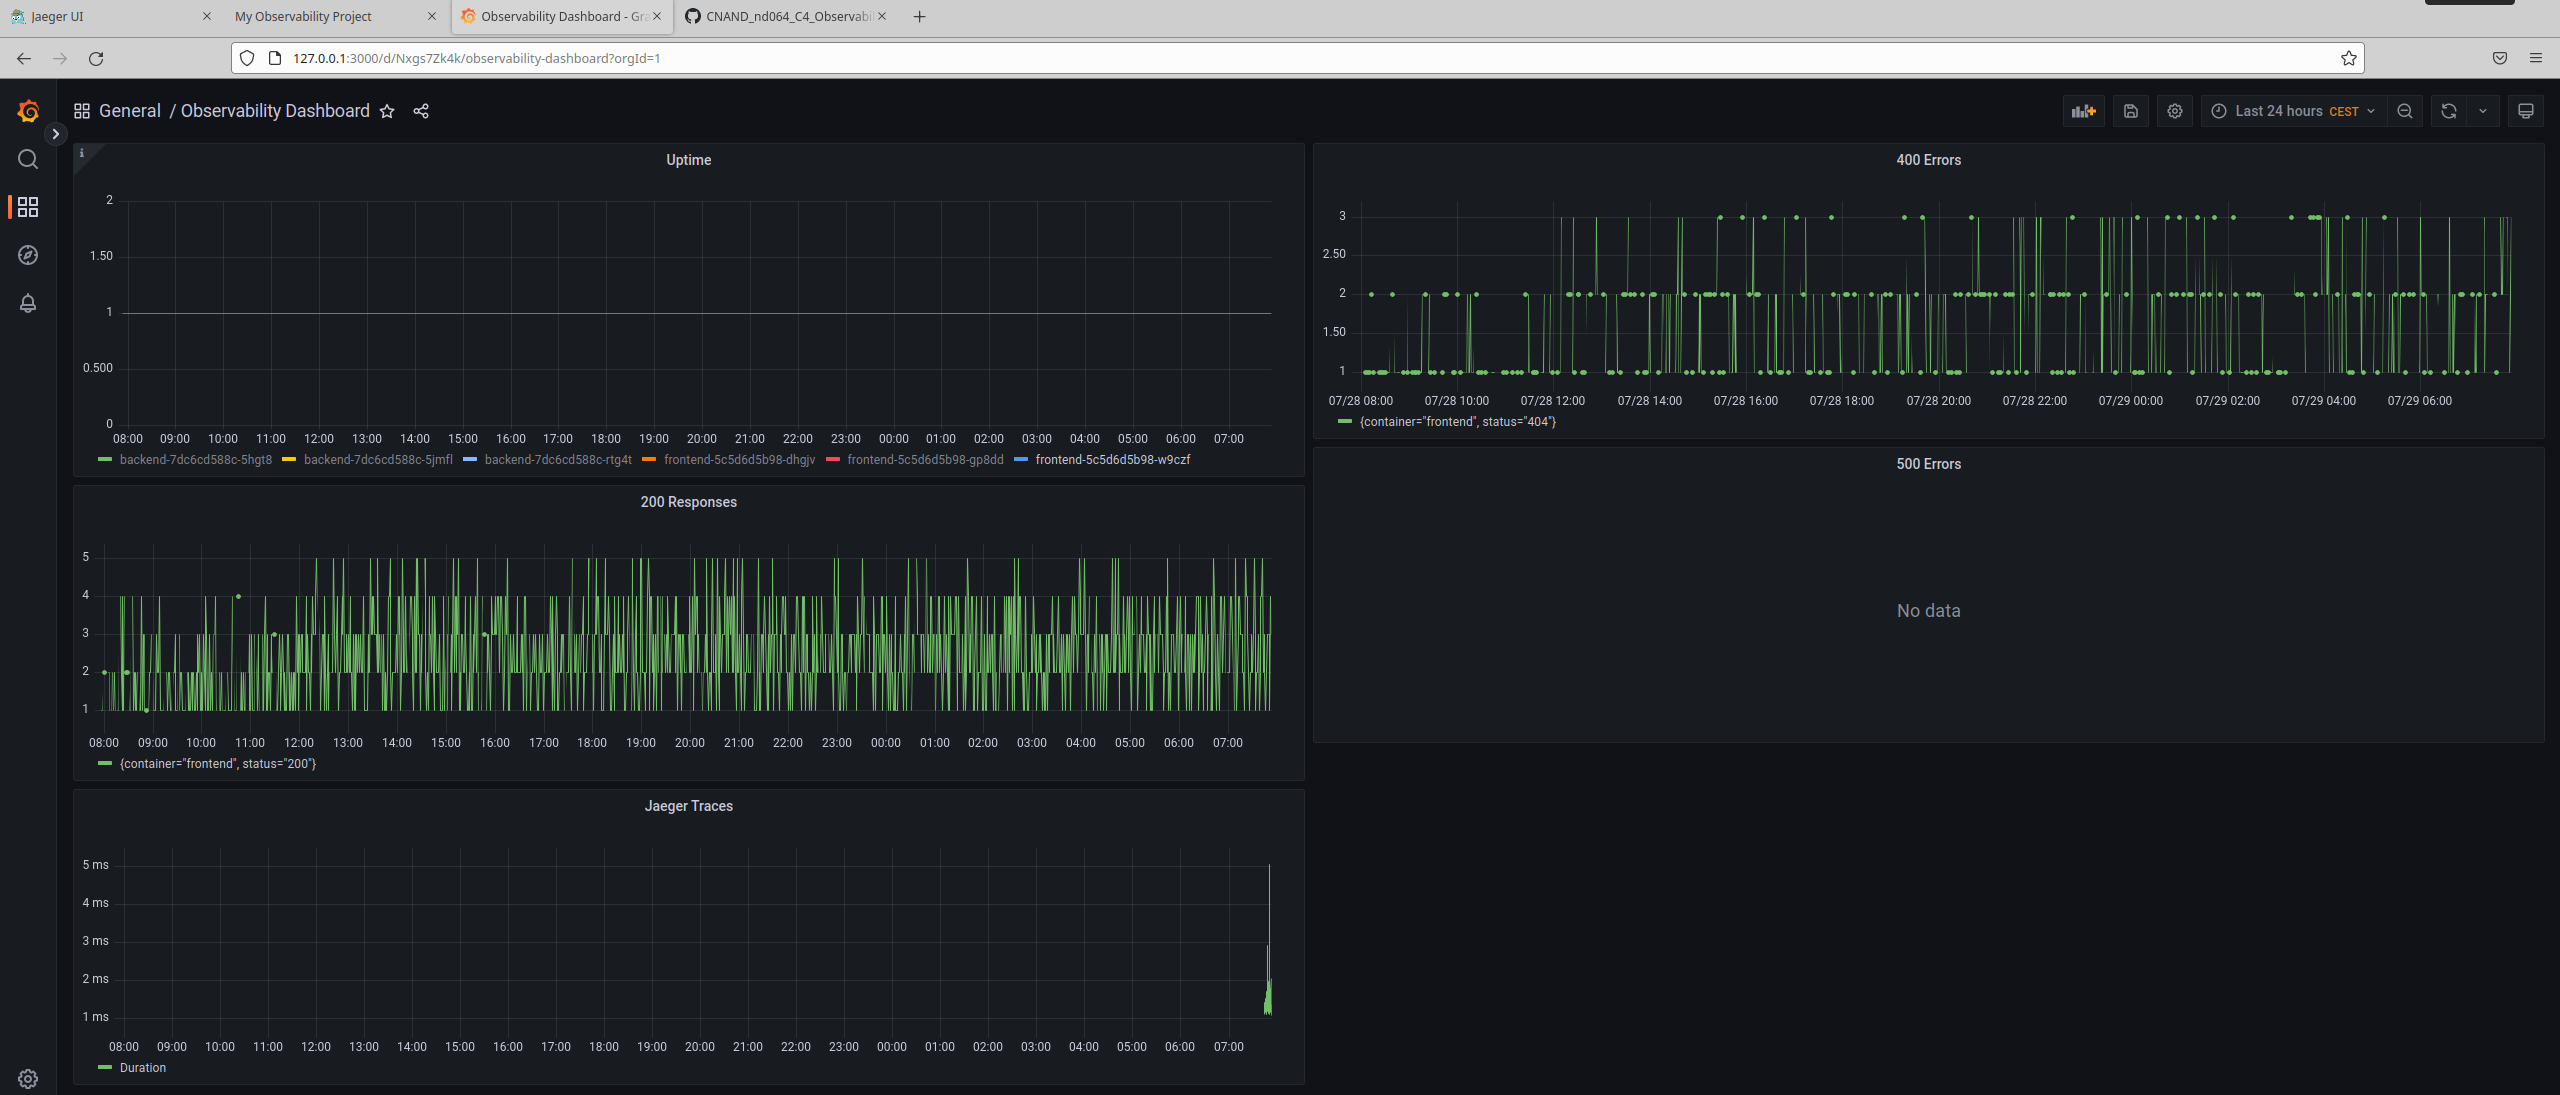 Jaeger UI
My Observability Project
Observability Dashboard - Gra
CNAND_nd064_C4_Observabil
127.0.0.1:3000/d/Nxgs7Zk4k/observability-dashboard?orgId=1
General / Observability Dashboard
Last 24 hours CEST
i
Uptime
2
1.50
1
0.500
0
08:00 09:00 10:00 11:00 12:00 13:00 14:00 15:00 16:00 17:00 18:00 19:00 20:00 21:00 22:00 23:00 00:00 01:00 02:00 03:00 04:00 05:00 06:00 07:00
backend-7dc6cd588c-5hgt8 backend-7dc6cd588c-5jmfl backend-7dc6cd588c-rtg4t frontend-5c5d6d5b98-dhgjv frontend-5c5d6d5b98-gp8dd frontend-5c5d6d5b98-w9czf
400 Errors
3
2.50
2
1.50
1
07/28 08:00 07/28 10:00 07/28 12:00 07/28 14:00 07/28 16:00 07/28 18:00 07/28 20:00 07/28 22:00 07/29 00:00 07/29 02:00 07/29 04:00 07/29 06:00
{container="frontend", status="404"}
500 Errors
No data
200 Responses
5
4
3
2
1
08:00 09:00 10:00 11:00 12:00 13:00 14:00 15:00 16:00 17:00 18:00 19:00 20:00 21:00 22:00 23:00 00:00 01:00 02:00 03:00 04:00 05:00 06:00 07:00
{container="frontend", status="200"}
Jaeger Traces
5 ms
4 ms
3 ms
2 ms
1 ms
08:00 09:00 10:00 11:00 12:00 13:00 14:00 15:00 16:00 17:00 18:00 19:00 20:00 21:00 22:00 23:00 00:00 01:00 02:00 03:00 04:00 05:00 06:00 07:00
Duration